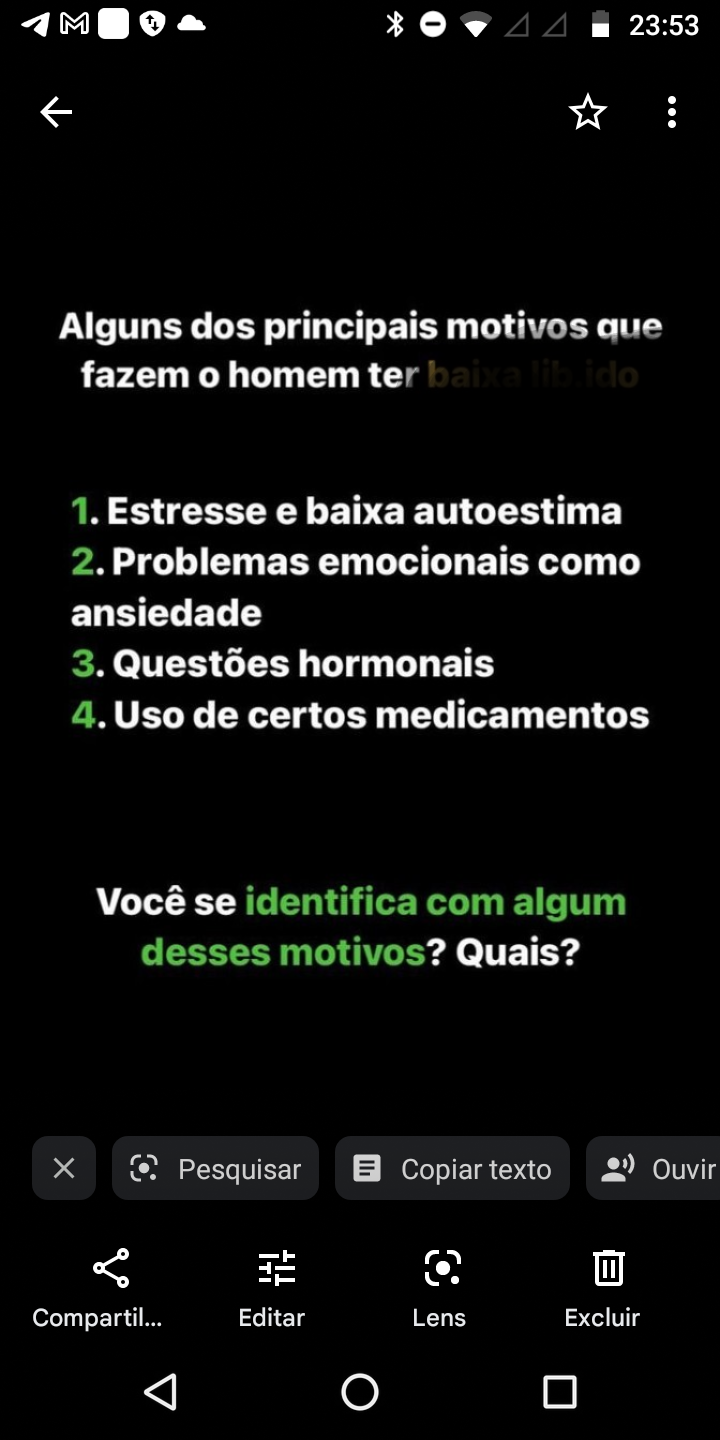 23:53
Alguns dos principais motivos que
fazem o homem ter baixa lib.ido
1. Estresse e baixa autoestima
2. Problemas emocionais como
ansiedade
3. Questões hormonais
4. Uso de certos medicamentos
Você se identifica com algum
desses motivos? Quais?
Pesquisar
Copiar texto
Ouvir
Compartil...
Editar
Lens
Excluir